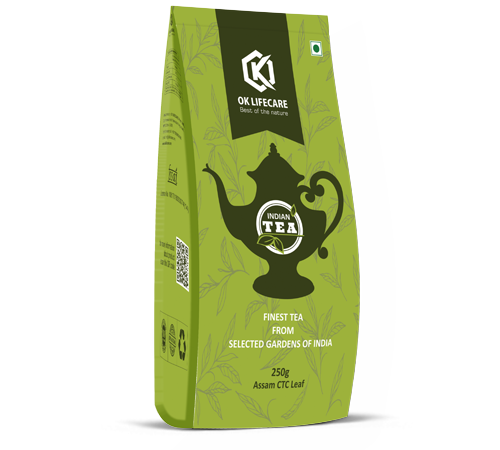 OK LIFECARE
Best of the nature
INDIAN
TEA
FINEST TEA
FROM
SELECTED GARDENS OF INDIA
250g
Assam CTC Leaf